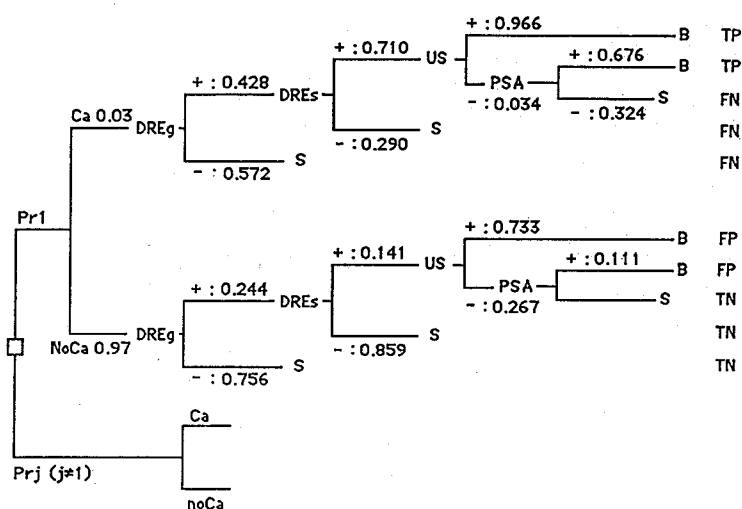 + : 0.966 B TP
+ : 0.710 US + : 0.676 B TP
PSA
+ : 0.428 DREs - : 0.034 - : 0.324 S FN
Ca 0.03 DREg - : 0.290 S FN
- : 0.572 S FN
Pr1
+ : 0.733 B FP
+ : 0.141 US + : 0.111 B FP
PSA
+ : 0.244 DREs - : 0.267 S TN
NoCa 0.97 DREg - : 0.859 S TN
- : 0.756 S TN
Ca
Prj (j≠1)
noCa